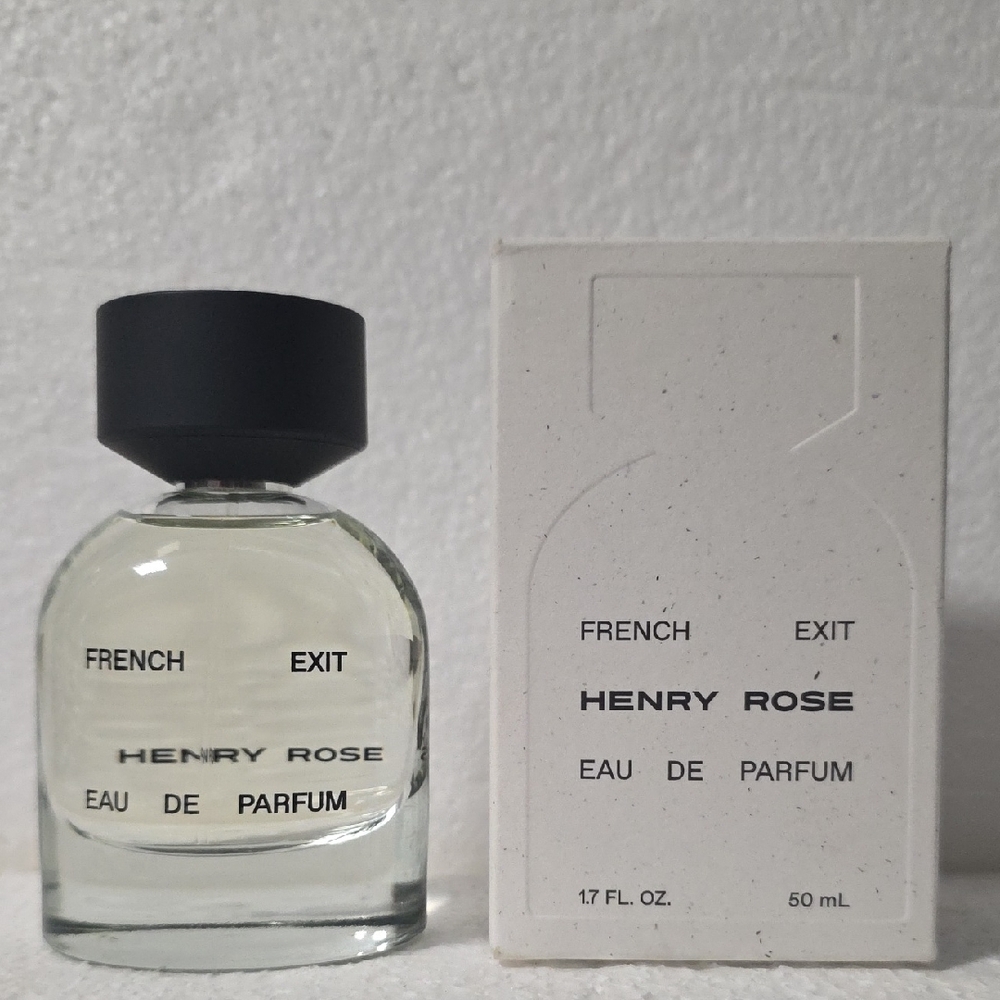 FRENCH EXIT
HENRY ROSE
EAU DE PARFUM
FRENCH EXIT
HENRY ROSE
EAU DE PARFUM
1.7 FL. OZ. 50 mL